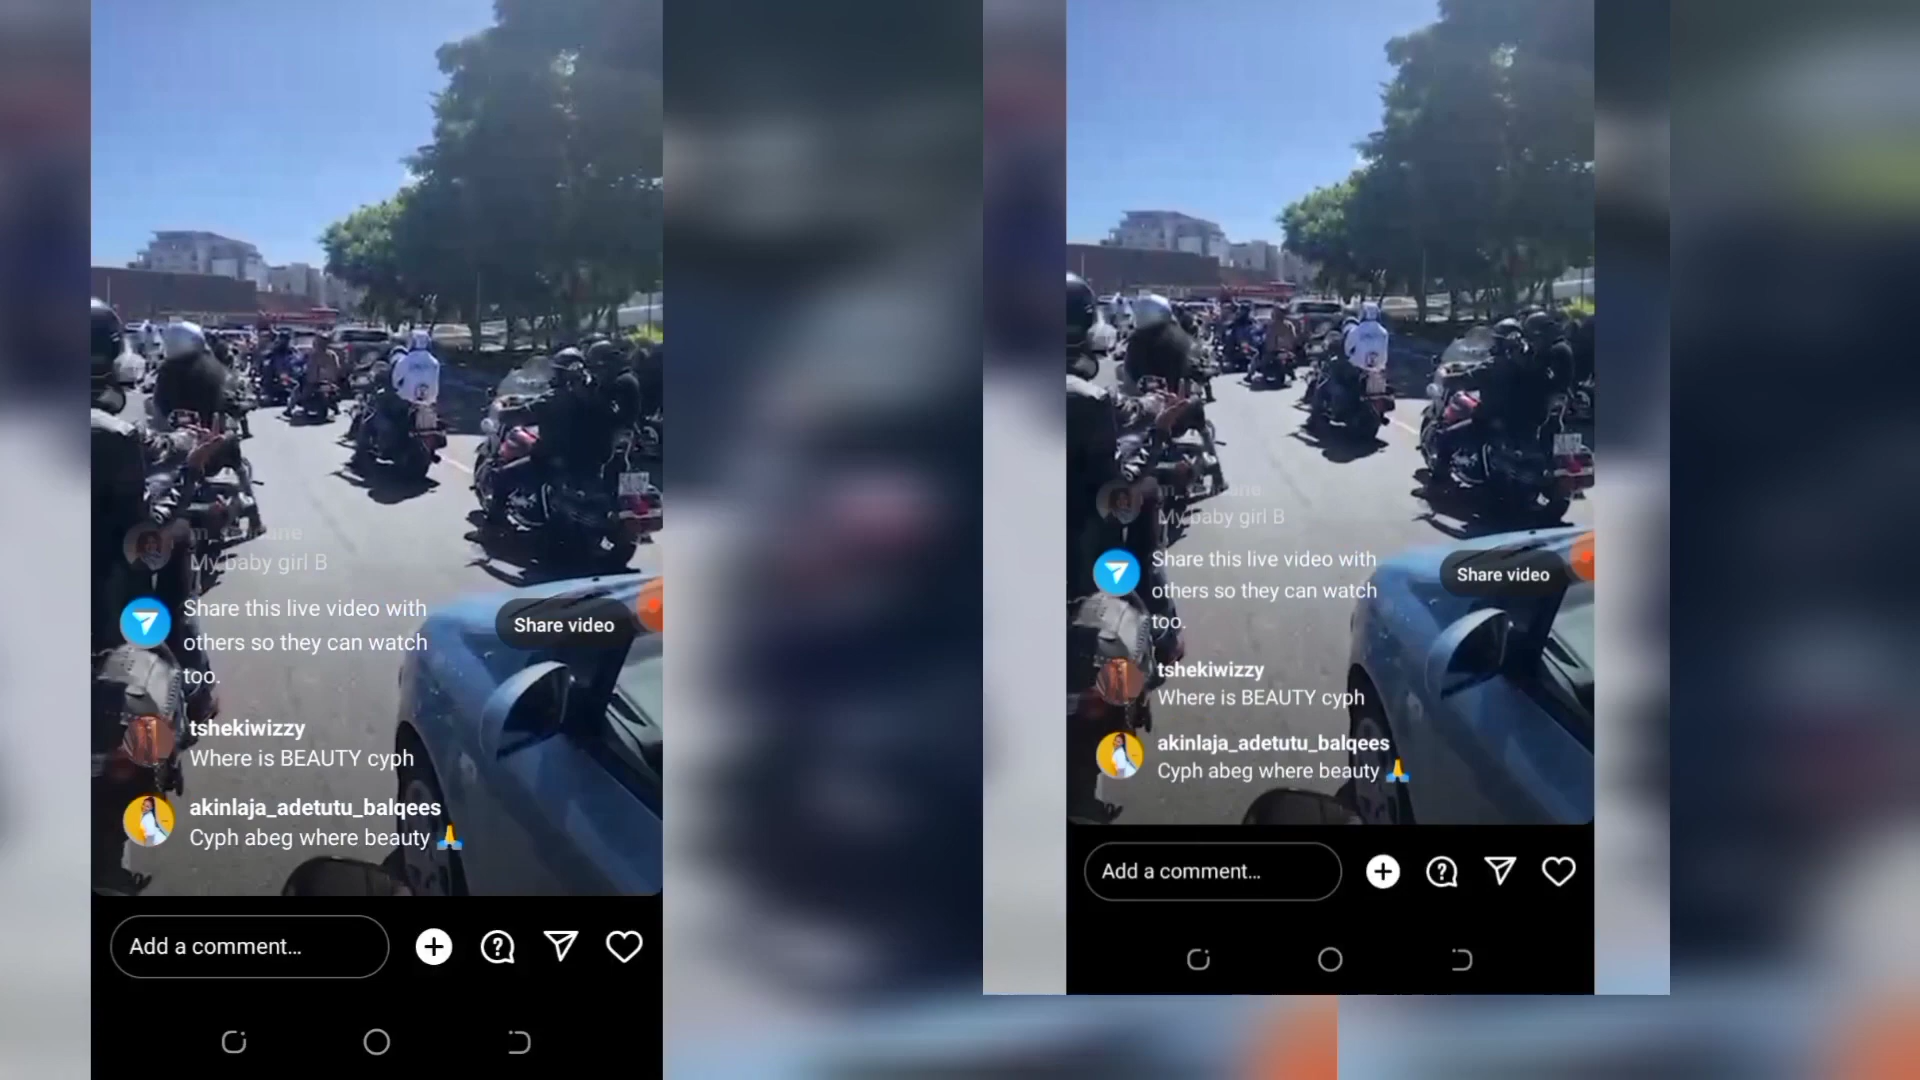 My baby girl B
Share this live video with
others so they can watch
too.
Share video
tshekiwizzy
Where is BEAUTY cyph
akinlaja_adetutu_balqees
Cyph abeg where beauty 🙏
Add a comment...
My baby girl B
Share this live video with
others so they can watch
too.
Share video
tshekiwizzy
Where is BEAUTY cyph
akinlaja_adetutu_balqees
Cyph abeg where beauty 🙏
Add a comment...